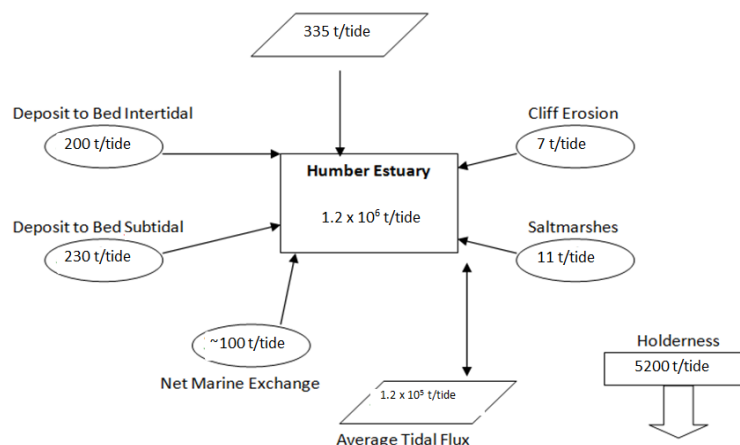 335 t/tide
Deposit to Bed Intertidal
200 t/tide
Cliff Erosion
7 t/tide
Humber Estuary
1.2 x 10⁶ t/tide
Deposit to Bed Subtidal
230 t/tide
Saltmarshes
11 t/tide
~100 t/tide
Net Marine Exchange
Holderness
5200 t/tide
1.2 x 10⁵ t/tide
Average Tidal Flux